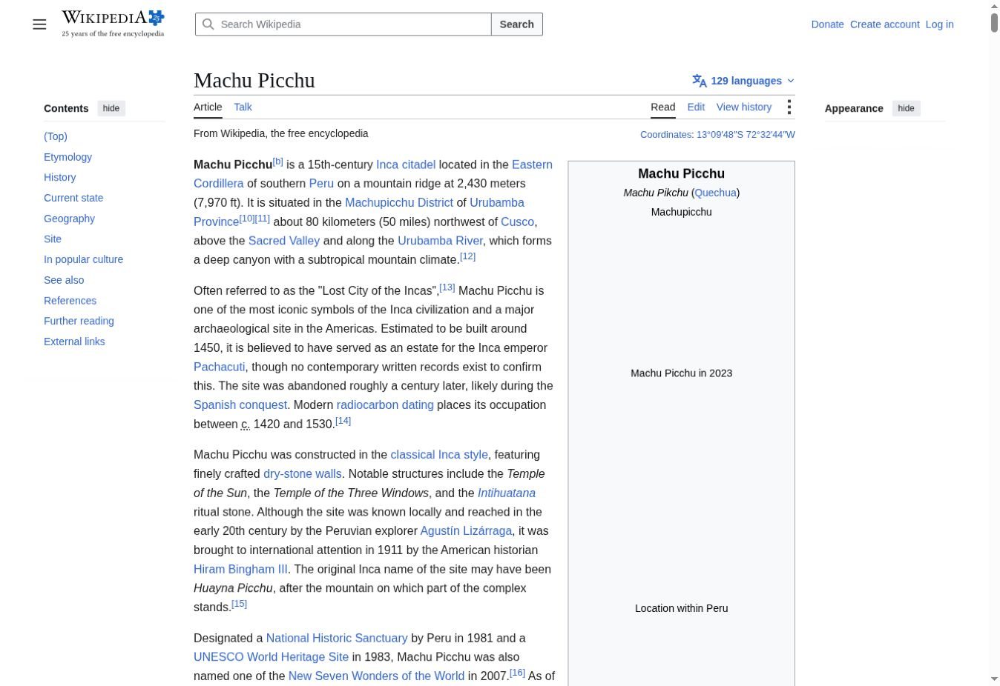 WIKIPEDIA 25
25 years of the free encyclopedia
Search Wikipedia
Search
Donate Create account Log in
Machu Picchu
129 languages
Contents hide
(Top)
Etymology
History
Current state
Geography
Site
In popular culture
See also
References
Further reading
External links
Article Talk
Read Edit View history
Appearance hide
From Wikipedia, the free encyclopedia
Coordinates: 13°09′48″S 72°32′44″W
Machu Picchu[b] is a 15th-century Inca citadel located in the Eastern
Cordillera of southern Peru on a mountain ridge at 2,430 meters
(7,970 ft). It is situated in the Machupicchu District of Urubamba
Province[10][11] about 80 kilometers (50 miles) northwest of Cusco,
above the Sacred Valley and along the Urubamba River, which forms
a deep canyon with a subtropical mountain climate.[12]
Often referred to as the "Lost City of the Incas",[13] Machu Picchu is
one of the most iconic symbols of the Inca civilization and a major
archaeological site in the Americas. Estimated to be built around
1450, it is believed to have served as an estate for the Inca emperor
Pachacuti, though no contemporary written records exist to confirm
this. The site was abandoned roughly a century later, likely during the
Spanish conquest. Modern radiocarbon dating places its occupation
between c. 1420 and 1530.[14]
Machu Picchu was constructed in the classical Inca style, featuring
finely crafted dry-stone walls. Notable structures include the Temple
of the Sun, the Temple of the Three Windows, and the Intihuatana
ritual stone. Although the site was known locally and reached in the
early 20th century by the Peruvian explorer Agustín Lizárraga, it was
brought to international attention in 1911 by the American historian
Hiram Bingham III. The original Inca name of the site may have been
Huayna Picchu, after the mountain on which part of the complex
stands.[15]
Designated a National Historic Sanctuary by Peru in 1981 and a
UNESCO World Heritage Site in 1983, Machu Picchu was also
named one of the New Seven Wonders of the World in 2007.[16] As of
Machu Picchu
Machu Pikchu (Quechua)
Machupicchu
Machu Picchu in 2023
Location within Peru